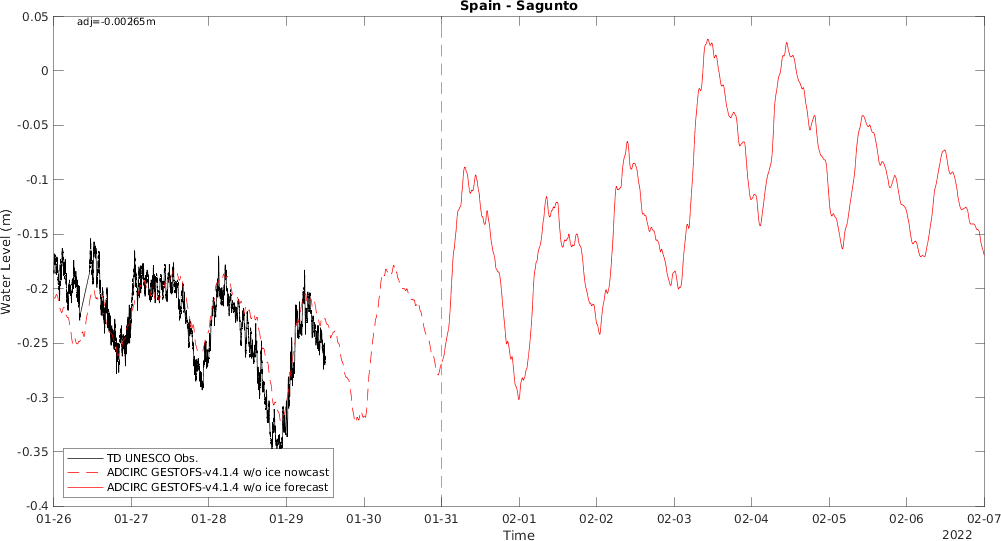 Spain - Sagunto
adj=-0.00265m
0.05
0
-0.05
-0.1
-0.15
-0.2
-0.25
-0.3
-0.35
-0.4
Water Level (m)
TD UNESCO Obs.
ADCIRC GESTOFS-v4.1.4 w/o ice nowcast
ADCIRC GESTOFS-v4.1.4 w/o ice forecast
01-26 01-27 01-28 01-29 01-30 01-31 02-01 02-02 02-03 02-04 02-05 02-06 02-07
Time
2022